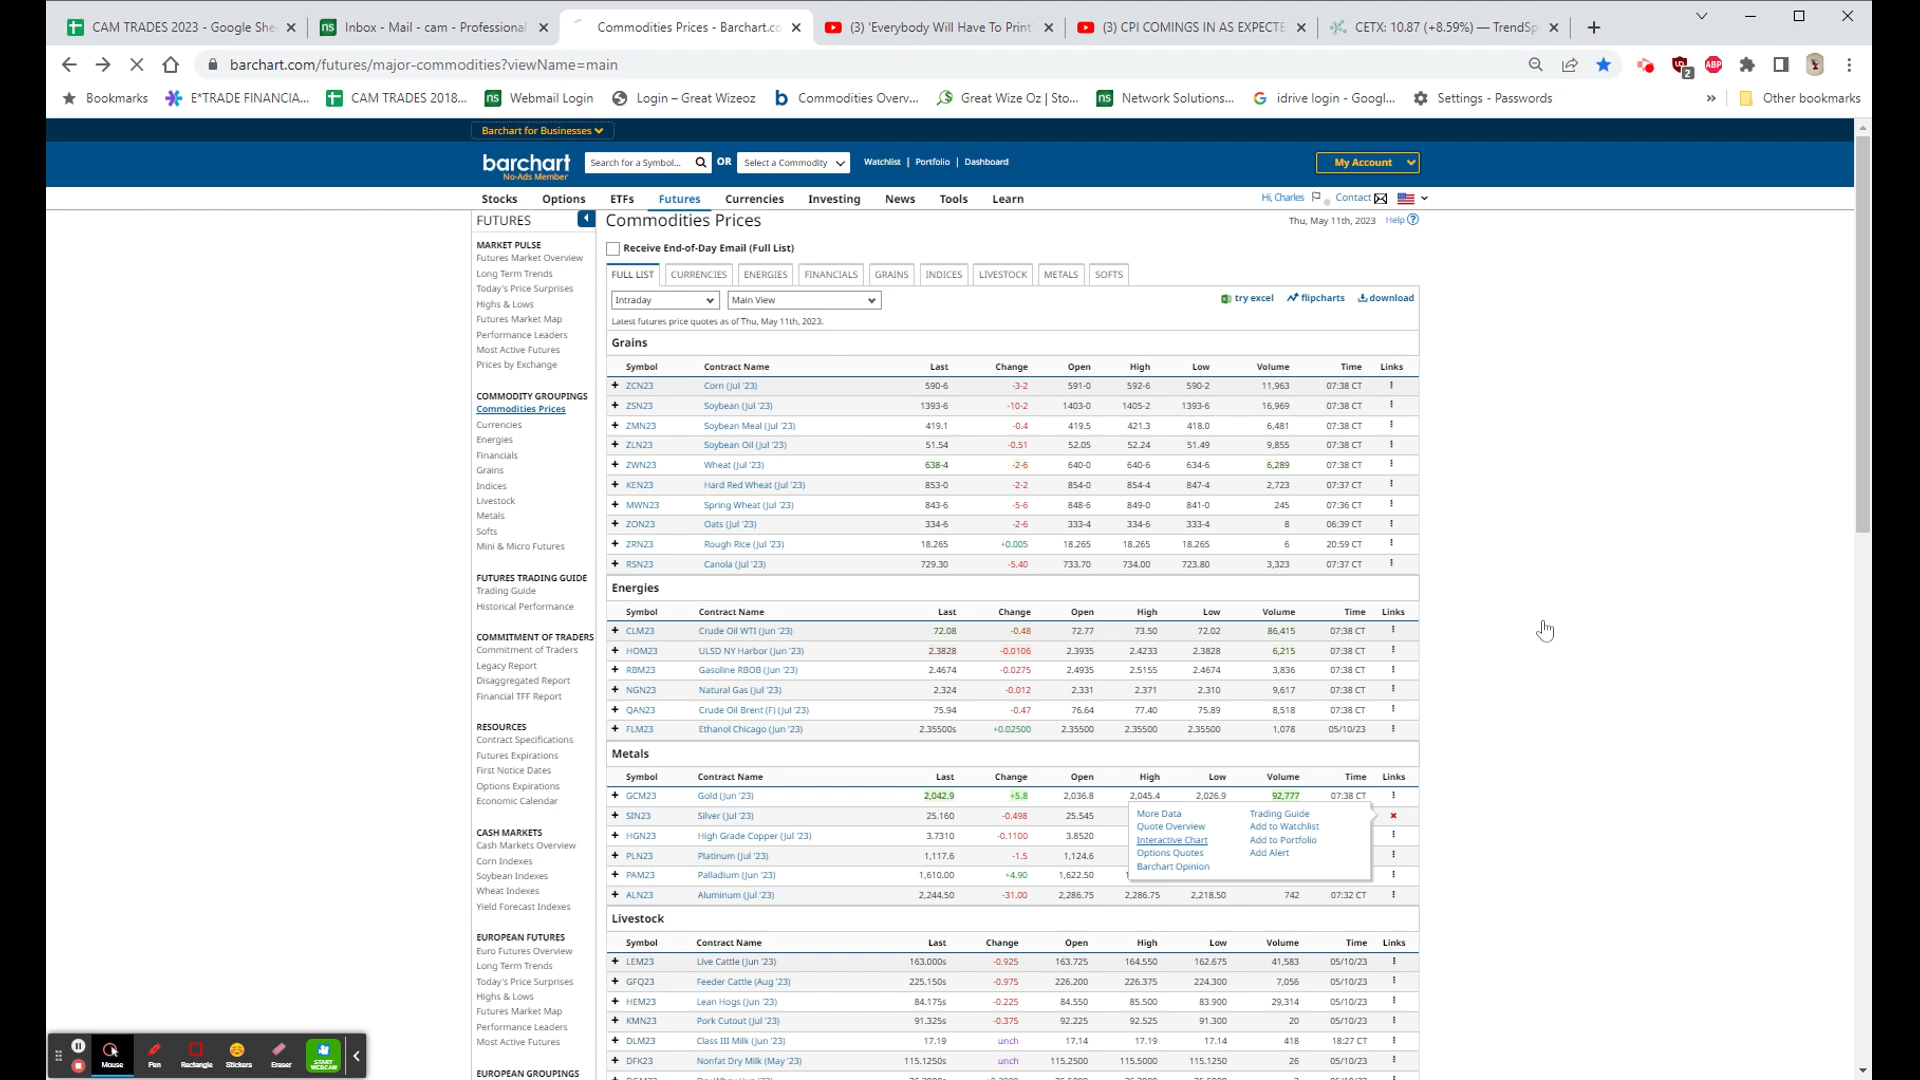 CAM TRADES 2023 - Google She
Inbox - Mail - cam - Professional
Commodities Prices - Barchart.co
(3) 'Everybody Will Have To Print'
(3) CPI COMINGS IN AS EXPECTE
CETX: 10.87 (+8.59%) — TrendSp
barchart.com/futures/major-commodities?viewName=main
2
ABP
Bookmarks
E*TRADE FINANCIA...
CAM TRADES 2018...
Webmail Login
Login – Great Wizeoz
Commodities Overv...
Great Wize Oz | Sto...
Network Solutions...
idrive login - Googl...
Settings - Passwords
»
Other bookmarks
Barchart for Businesses
barchart
No-Ads Member
Search for a Symbol...
OR
Select a Commodity
Watchlist | Portfolio | Dashboard
My Account
Stocks Options ETFs Futures Currencies Investing News Tools Learn
Hi, Charles
Contact
FUTURES
Commodities Prices
Thu, May 11th, 2023 Help
Receive End-of-Day Email (Full List)
MARKET PULSE
Futures Market Overview
Long Term Trends
Today's Price Surprises
Highs & Lows
Futures Market Map
Performance Leaders
Most Active Futures
Prices by Exchange
COMMODITY GROUPINGS
Commodities Prices
Currencies
Energies
Financials
Grains
Indices
Livestock
Metals
Softs
Mini & Micro Futures
FUTURES TRADING GUIDE
Trading Guide
Historical Performance
COMMITMENT OF TRADERS
Commitment of Traders
Legacy Report
Disaggregated Report
Financial TFF Report
RESOURCES
Contract Specifications
Futures Expirations
First Notice Dates
Options Expirations
Economic Calendar
CASH MARKETS
Cash Markets Overview
Corn Indexes
Soybean Indexes
Wheat Indexes
Yield Forecast Indexes
EUROPEAN FUTURES
Euro Futures Overview
Long Term Trends
Today's Price Surprises
Highs & Lows
Futures Market Map
Performance Leaders
Most Active Futures
EUROPEAN GROUPINGS
FULL LIST CURRENCIES ENERGIES FINANCIALS GRAINS INDICES LIVESTOCK METALS SOFTS
Intraday
Main View
try excel flipcharts download
Latest futures price quotes as of Thu, May 11th, 2023.
Grains
Symbol Contract Name Last Change Open High Low Volume Time Links
ZCN23 Corn (Jul '23) 590-6 -3-2 591-0 592-6 590-2 11,963 07:38 CT
ZSN23 Soybean (Jul '23) 1393-6 -10-2 1403-0 1405-2 1393-6 16,969 07:38 CT
ZMN23 Soybean Meal (Jul '23) 419.1 -0.4 419.5 421.3 418.0 6,481 07:38 CT
ZLN23 Soybean Oil (Jul '23) 51.54 -0.51 52.05 52.24 51.49 9,855 07:38 CT
ZWN23 Wheat (Jul '23) 638-4 -2-6 640-0 640-6 634-6 6,289 07:38 CT
KEN23 Hard Red Wheat (Jul '23) 853-0 -2-2 854-0 854-4 847-4 2,723 07:37 CT
MWN23 Spring Wheat (Jul '23) 843-6 -5-6 848-6 849-0 841-0 245 07:36 CT
ZON23 Oats (Jul '23) 334-6 -2-6 333-4 334-6 333-4 8 06:39 CT
ZRN23 Rough Rice (Jul '23) 18.265 +0.005 18.265 18.265 18.265 6 20:59 CT
RSN23 Canola (Jul '23) 729.30 -5.40 733.70 734.00 723.80 3,323 07:37 CT
Energies
Symbol Contract Name Last Change Open High Low Volume Time Links
CLM23 Crude Oil WTI (Jun '23) 72.08 -0.48 72.77 73.50 72.02 86,415 07:38 CT
HOM23 ULSD NY Harbor (Jun '23) 2.3828 -0.0106 2.3935 2.4233 2.3828 6,215 07:38 CT
RBM23 Gasoline RBOB (Jun '23) 2.4674 -0.0275 2.4935 2.5155 2.4674 3,836 07:38 CT
NGN23 Natural Gas (Jul '23) 2.324 -0.012 2.331 2.371 2.310 9,617 07:38 CT
QAN23 Crude Oil Brent (F) (Jul '23) 75.94 -0.47 76.64 77.40 75.89 8,518 07:38 CT
FLM23 Ethanol Chicago (Jun '23) 2.35500s +0.02500 2.35500 2.35500 2.35500 1,078 05/10/23
Metals
Symbol Contract Name Last Change Open High Low Volume Time Links
GCM23 Gold (Jun '23) 2,042.9 +5.8 2,036.8 2,045.4 2,026.9 92,777 07:38 CT
SIN23 Silver (Jul '23) 25.160 -0.498 25.545
HGN23 High Grade Copper (Jul '23) 3.7310 -0.1100 3.8520
PLN23 Platinum (Jul '23) 1,117.6 -1.5 1,124.6
PAM23 Palladium (Jun '23) 1,610.00 +4.90 1,622.50
ALN23 Aluminum (Jul '23) 2,244.50 -31.00 2,286.75 2,286.75 2,218.50 742 07:32 CT
More Data Trading Guide
Quote Overview Add to Watchlist
Interactive Chart Add to Portfolio
Options Quotes Add Alert
Barchart Opinion
Livestock
Symbol Contract Name Last Change Open High Low Volume Time Links
LEM23 Live Cattle (Jun '23) 163.000s -0.925 163.725 164.550 162.675 41,583 05/10/23
GFQ23 Feeder Cattle (Aug '23) 225.150s -0.975 226.200 226.375 224.300 7,056 05/10/23
HEM23 Lean Hogs (Jun '23) 84.175s -0.225 84.550 85.500 83.900 29,314 05/10/23
KMN23 Pork Cutout (Jul '23) 91.325s -0.375 92.225 92.525 91.300 20 05/10/23
DLM23 Class III Milk (Jun '23) 17.19 unch 17.14 17.19 17.14 418 18:27 CT
DFK23 Nonfat Dry Milk (May '23) 115.1250s unch 115.2500 115.5000 115.1250 26 05/10/23
Mouse Pen Rectangle Stickers Eraser START WEBCAM